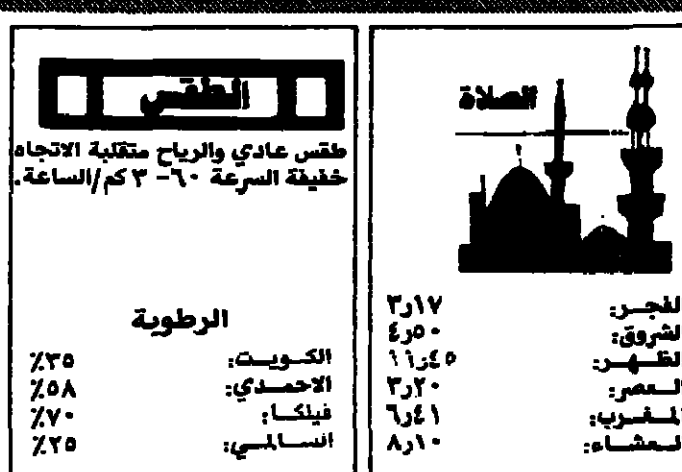 الصلاة
الفجر: ٣٫١٧
الشروق: ٤٫٥٠
الظهر: ١١٫٤٥
العصر: ٣٫٢٠
المغرب: ٦٫٤١
العشاء: ٨٫١٠
الطقس
طقس عادي والرياح متقلبة الاتجاه
خفيفة السرعة ٦٠- ٣ كم/الساعة.
الرطوبة
الكويت: ٣٥٪
الاحمدي: ٥٨٪
فيلكا: ٧٠٪
السالمي: ٢٥٪